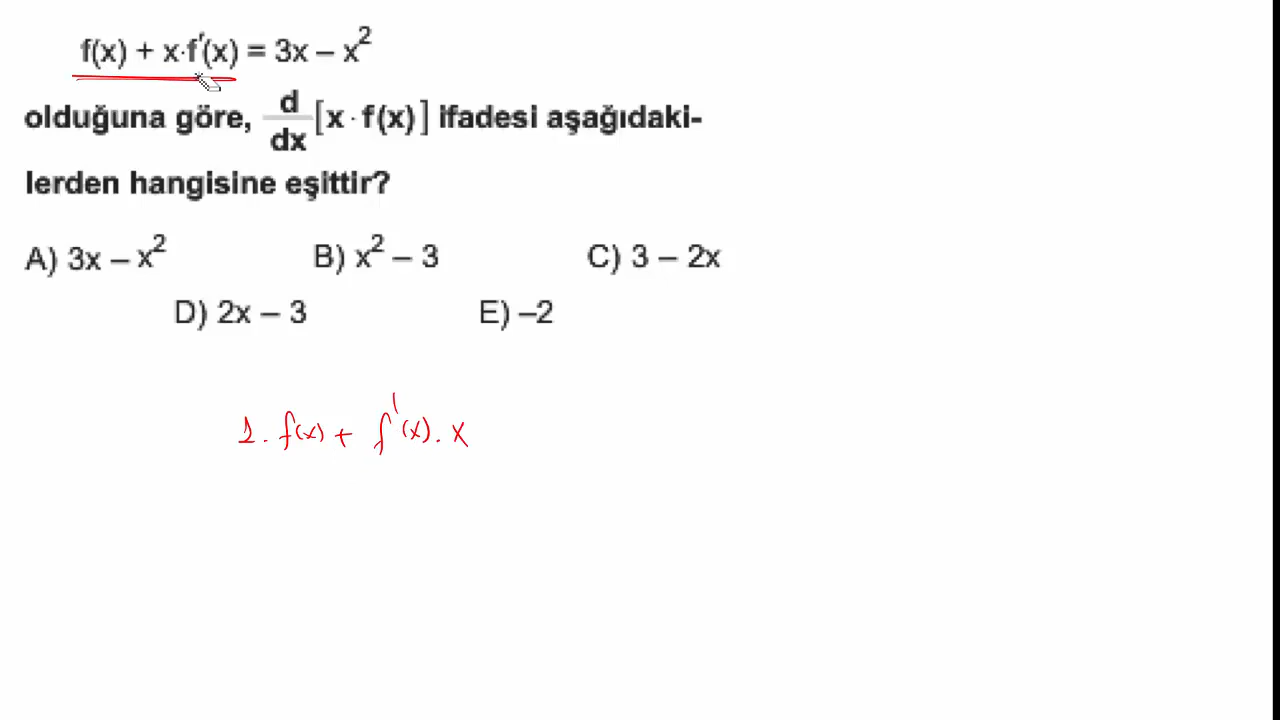 f(x) + x·f'(x) = 3x – x²
olduğuna göre, d/dx [x · f(x)] ifadesi aşağıdaki-
lerden hangisine eşittir?
A) 3x – x² B) x² – 3 C) 3 – 2x
D) 2x – 3 E) –2
1. f(x) + f'(x). x